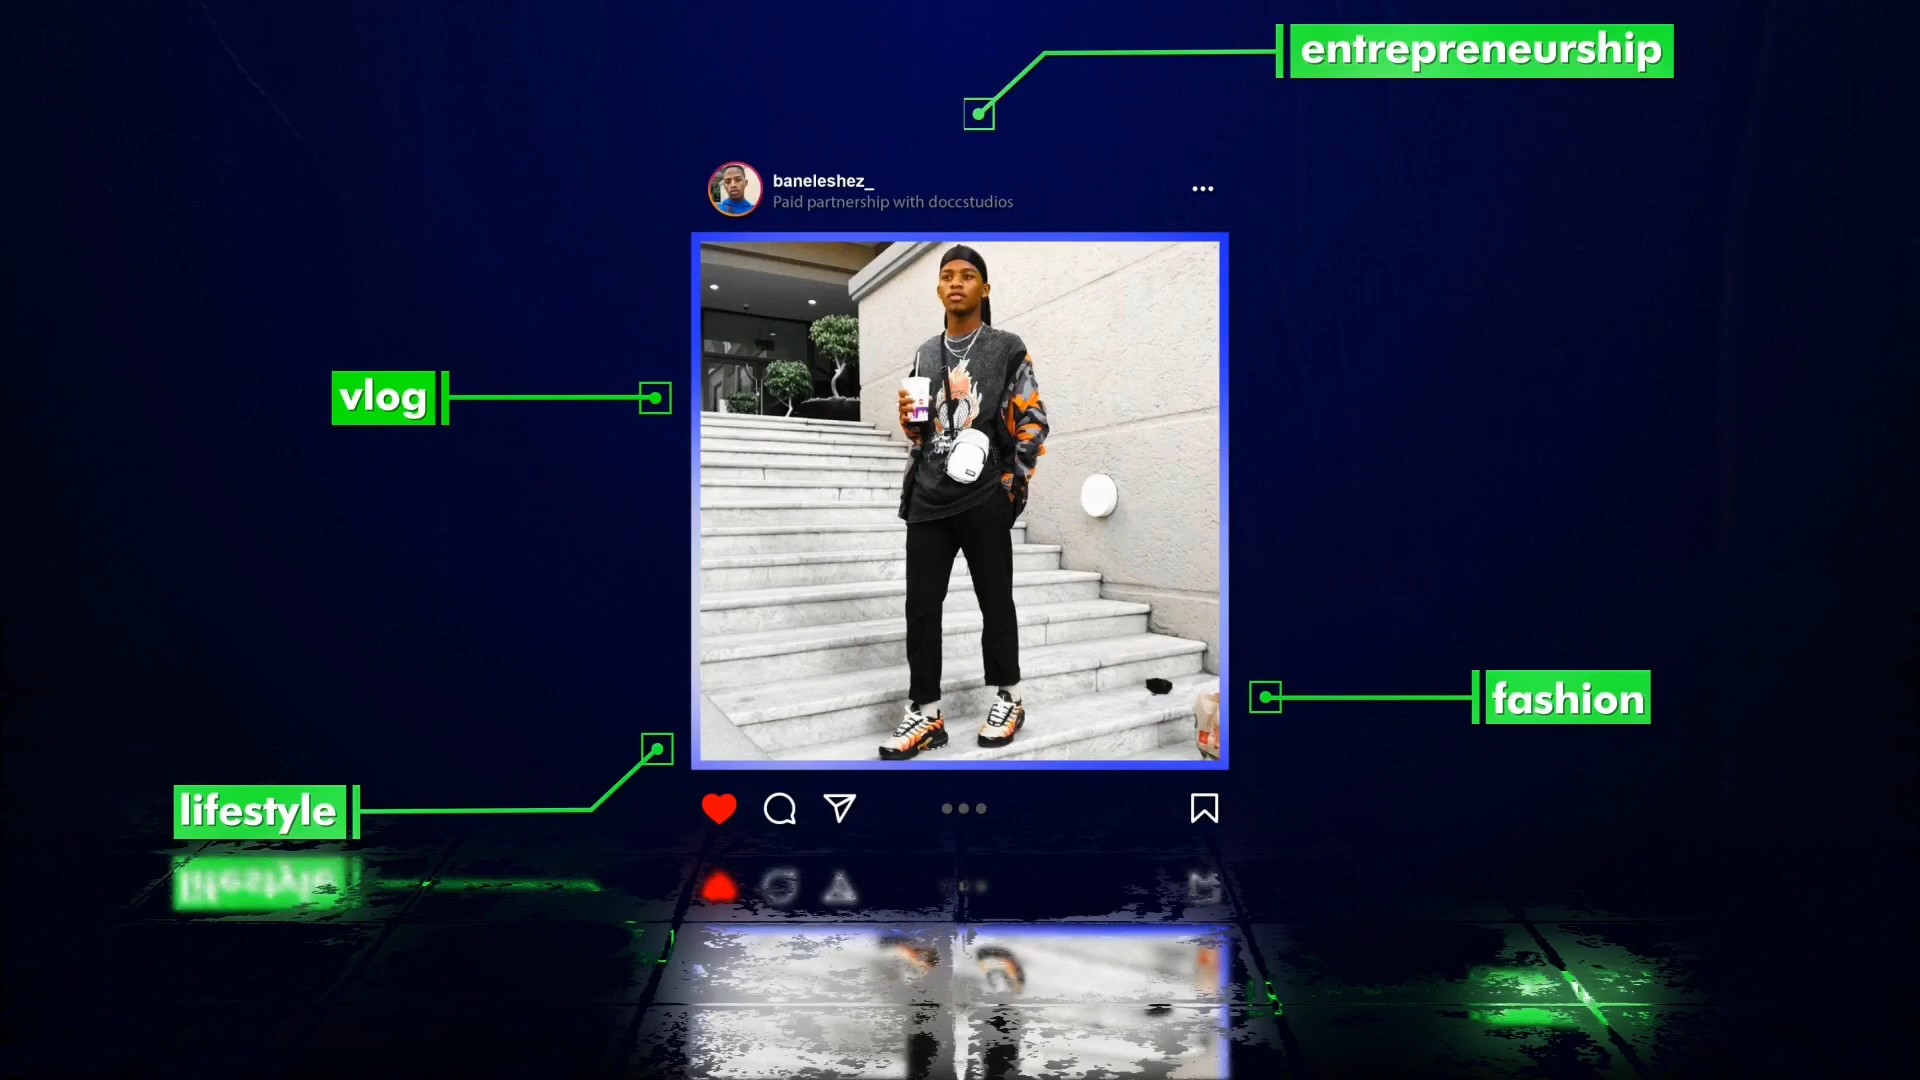 entrepreneurship
baneleshez_
Paid partnership with doccstudios
vlog
fashion
lifestyle